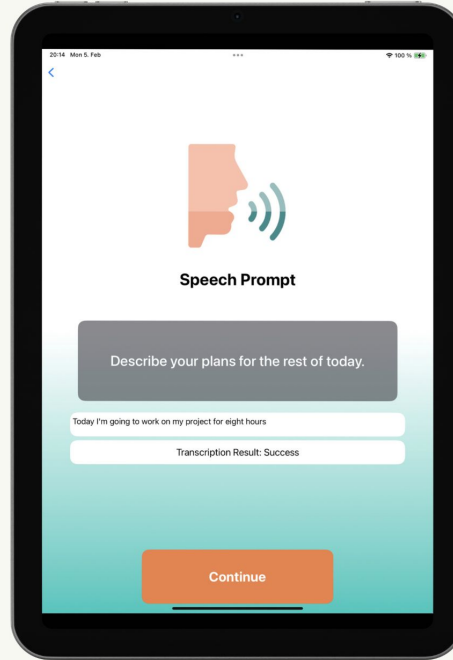 20:14 Mon 5. Feb
100 %
Speech Prompt
Describe your plans for the rest of today.
Today I'm going to work on my project for eight hours
Transcription Result: Success
Continue